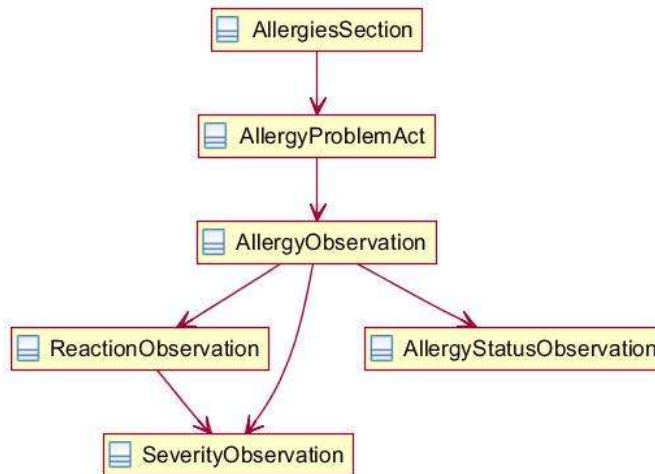 AllergiesSection
AllergyProblemAct
AllergyObservation
ReactionObservation
AllergyStatusObservation
SeverityObservation